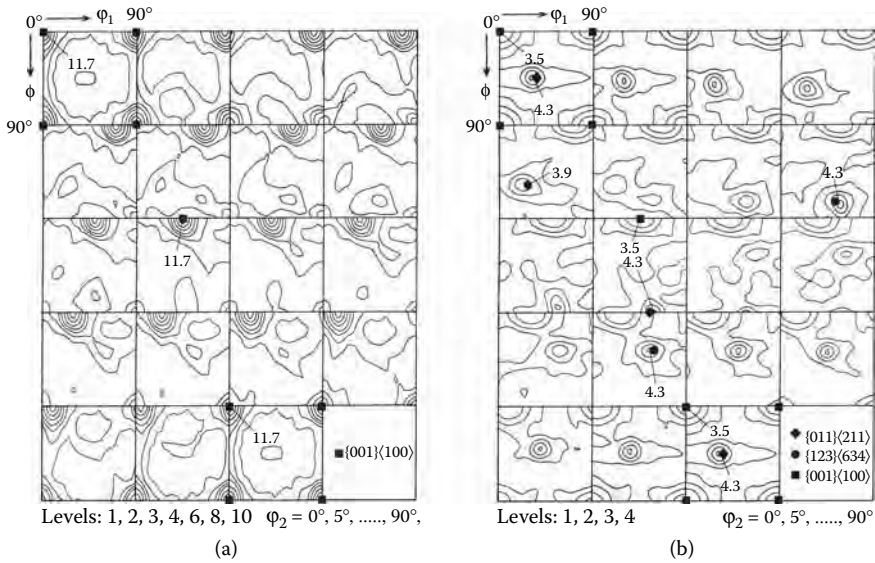 0° φ₁ 90°
ϕ
11.7
90°
11.7
11.7
■{001}⟨100⟩
Levels: 1, 2, 3, 4, 6, 8, 10 φ₂ = 0°, 5°, ....., 90°,
(a)
0° φ₁ 90°
3.5
ϕ
4.3
90°
3.9
4.3
3.5
4.3
4.3
3.5
4.3
◆{011}⟨211⟩
●{123}⟨634⟩
■{001}⟨100⟩
Levels: 1, 2, 3, 4 φ₂ = 0°, 5°, ....., 90°
(b)